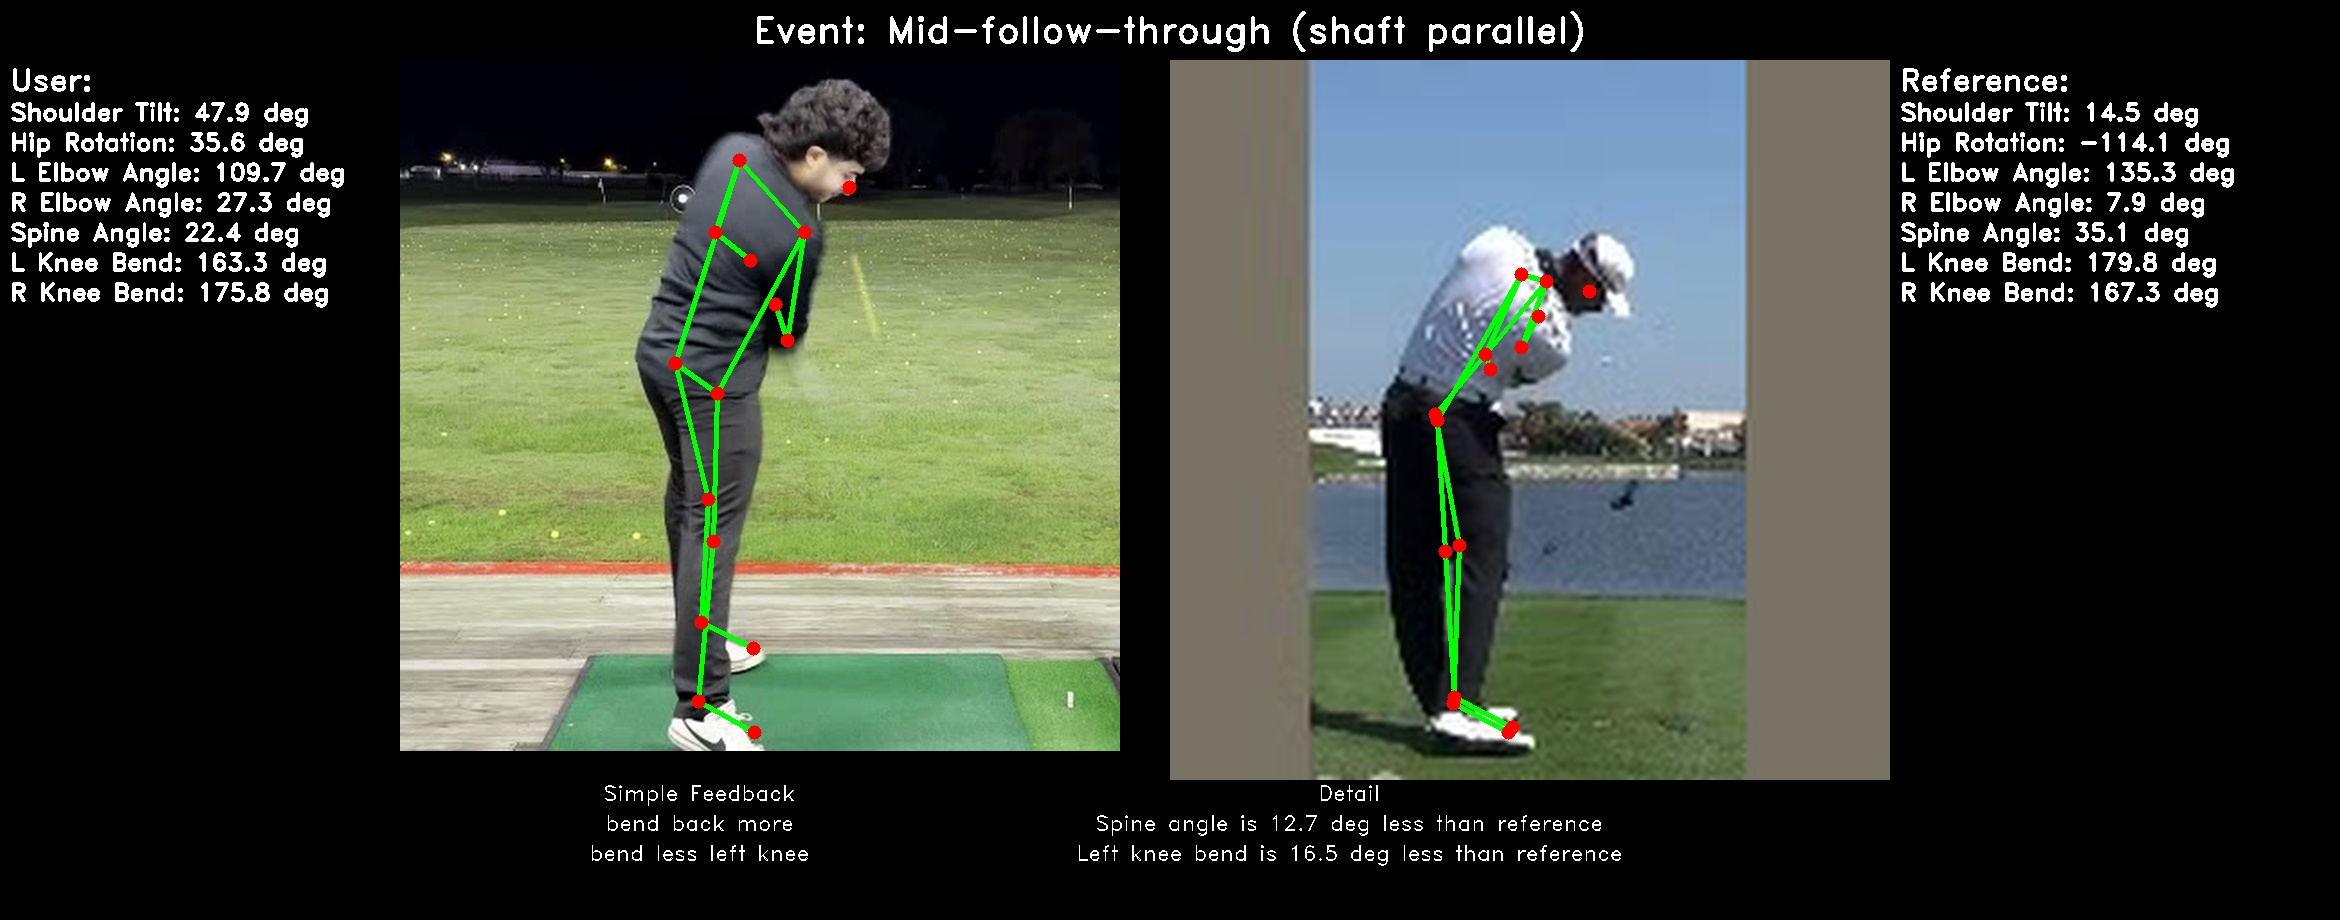 Event: Mid-follow-through (shaft parallel)
User:
Shoulder Tilt: 47.9 deg
Hip Rotation: 35.6 deg
L Elbow Angle: 109.7 deg
R Elbow Angle: 27.3 deg
Spine Angle: 22.4 deg
L Knee Bend: 163.3 deg
R Knee Bend: 175.8 deg
Reference:
Shoulder Tilt: 14.5 deg
Hip Rotation: -114.1 deg
L Elbow Angle: 135.3 deg
R Elbow Angle: 7.9 deg
Spine Angle: 35.1 deg
L Knee Bend: 179.8 deg
R Knee Bend: 167.3 deg
Simple Feedback
bend back more
bend less left knee
Detail
Spine angle is 12.7 deg less than reference
Left knee bend is 16.5 deg less than reference